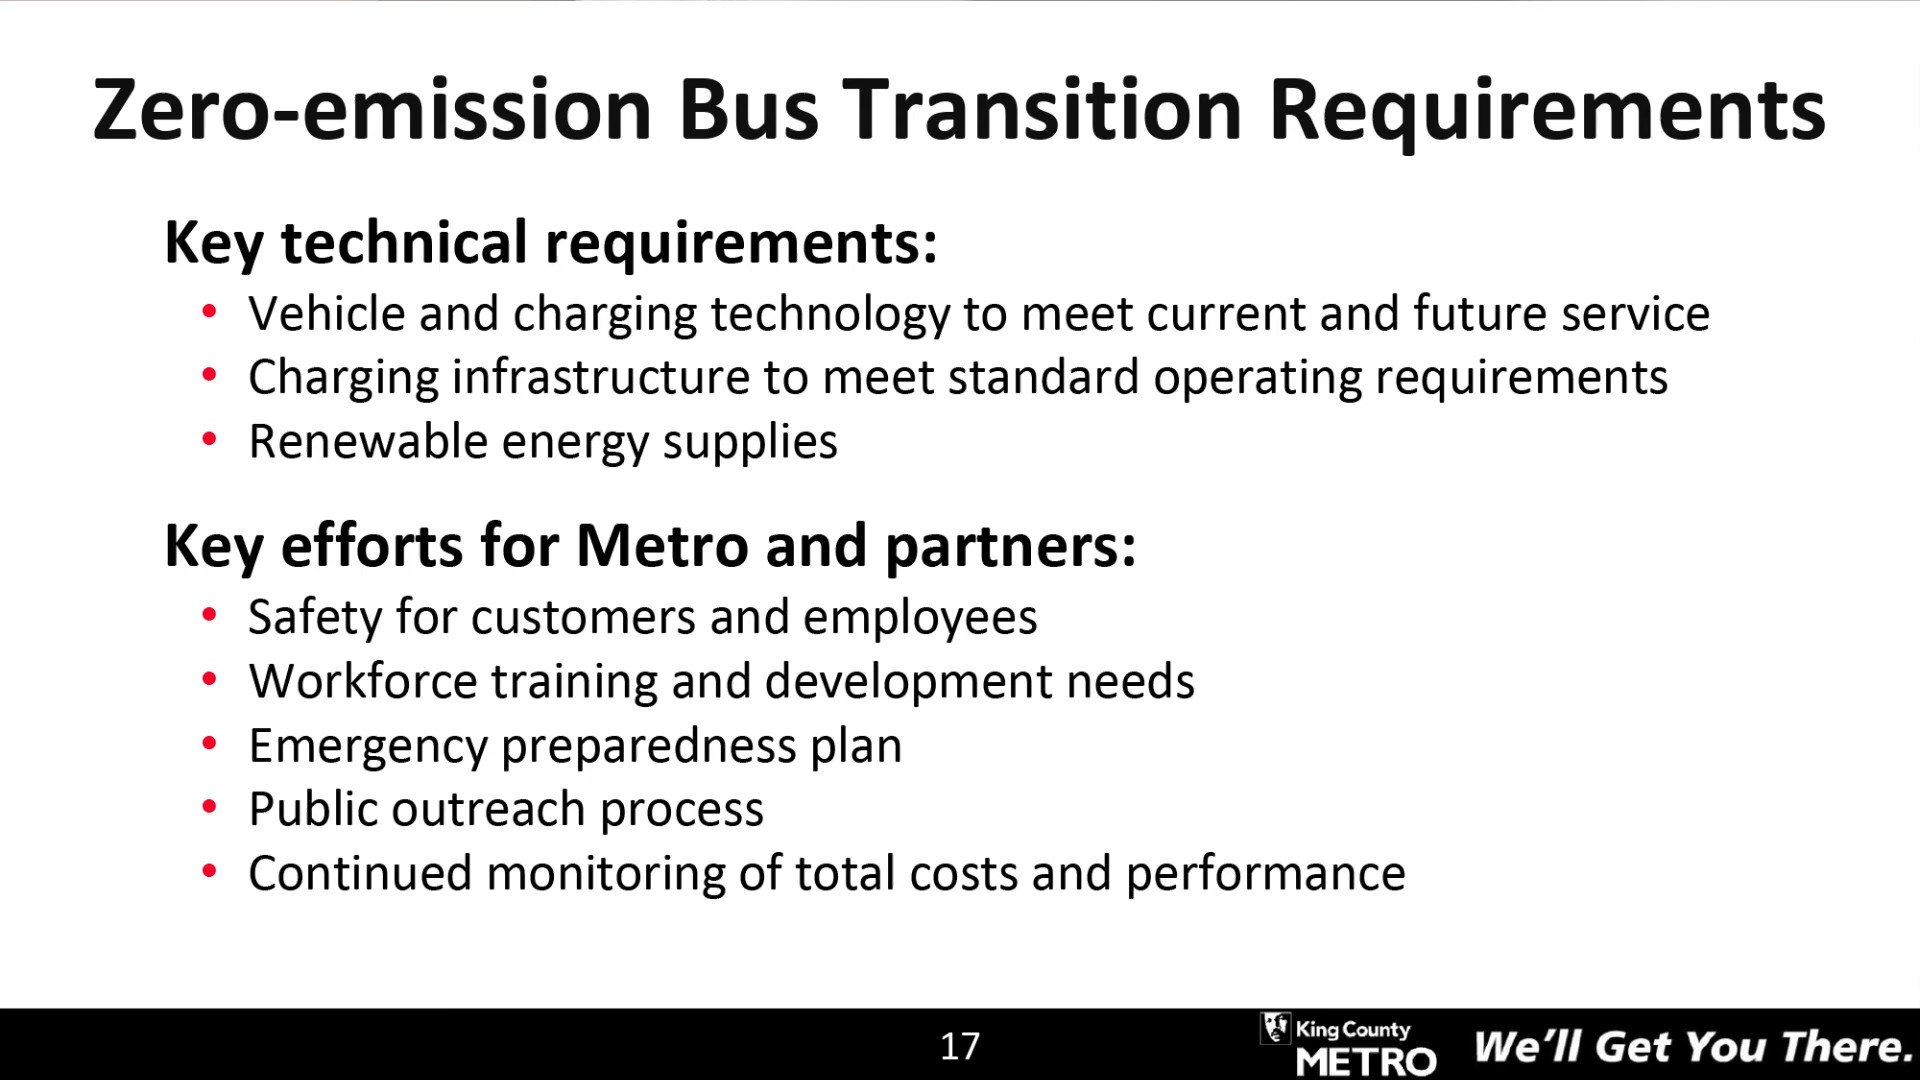 Zero-emission Bus Transition Requirements
Key technical requirements:
• Vehicle and charging technology to meet current and future service
• Charging infrastructure to meet standard operating requirements
• Renewable energy supplies
Key efforts for Metro and partners:
• Safety for customers and employees
• Workforce training and development needs
• Emergency preparedness plan
• Public outreach process
• Continued monitoring of total costs and performance
17
King County
METRO
We'll Get You There.